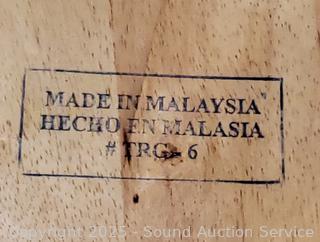 MADE IN MALAYSIA
HECHO EN MALASIA
# TRG- 6
Copyright 2025 - Sound Auction Service